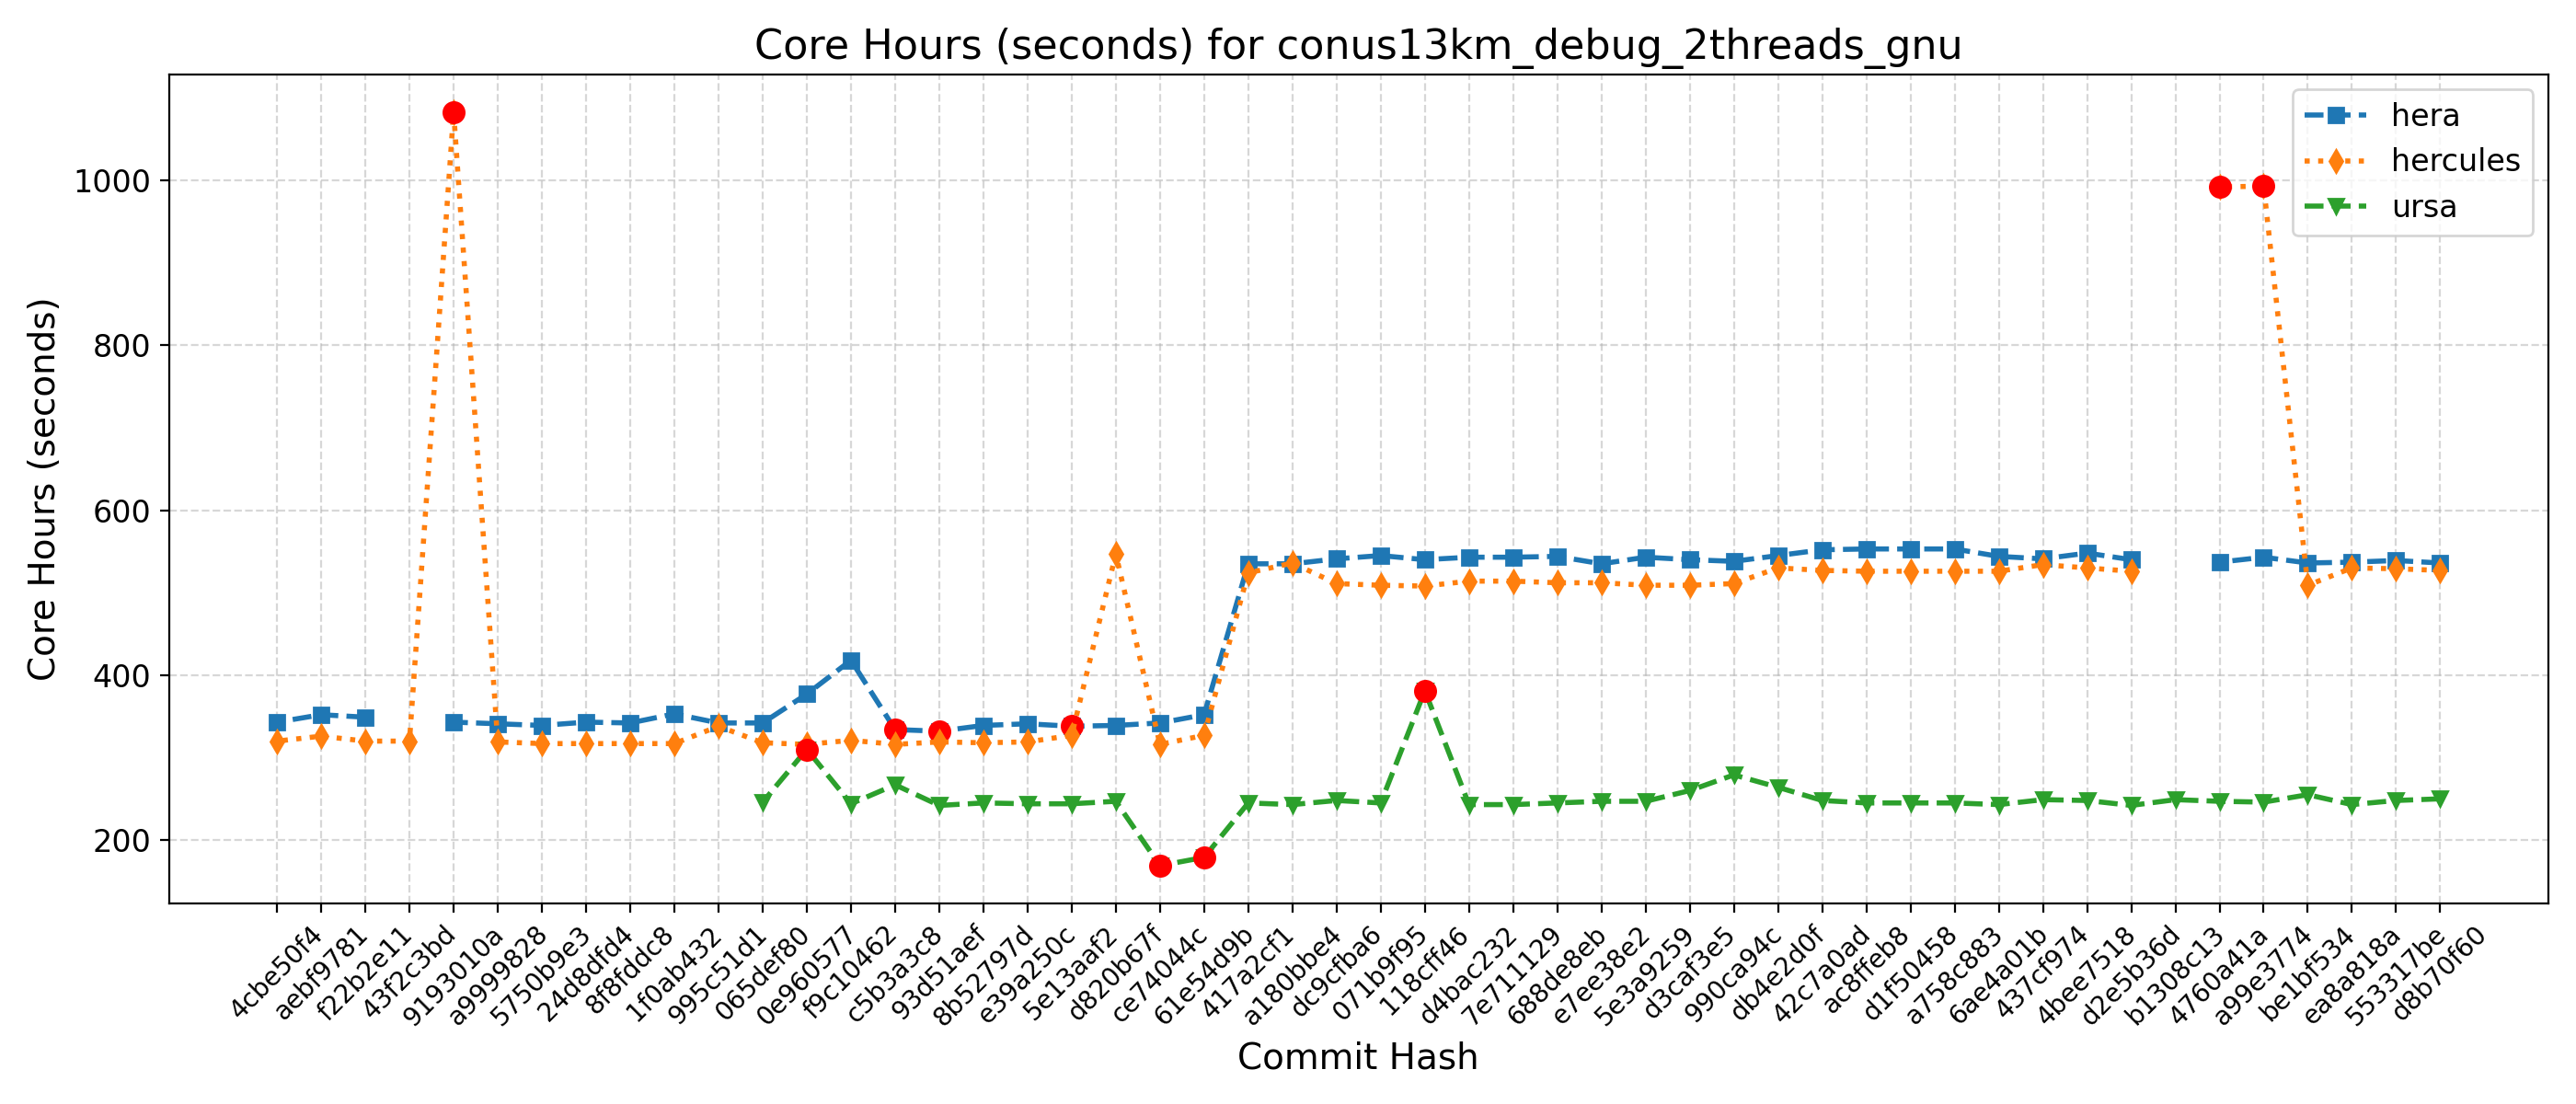 Core Hours (seconds) for conus13km_debug_2threads_gnu
Core Hours (seconds)
1000
800
600
400
200
hera
hercules
ursa
4cbe50f4
aebf9781
f22b2e11
43f2c3bd
9193010a
a9999828
5750b9e3
24d8dfd4
8f8fddc8
1f0ab432
995c51d1
065def80
0e960577
f9c10462
c5b3a3c8
93d51aef
8b52797d
e39a250c
5e13aaf2
d820b67f
ce74044c
61e54d9b
417a2cf1
a180bbe4
dc9cfba6
071b9f95
118cff46
d4bac232
7e711129
688de8eb
e7ee38e2
5e3a9259
d3caf3e5
990ca94c
db4e2d0f
42c7a0ad
ac8ffeb8
d1f50458
a758c883
6ae4a01b
437cf974
4bee7518
d2e5b36d
b1308c13
4760a41a
a99e3774
be1bf534
ea8a818a
553317be
d8b70f60
Commit Hash